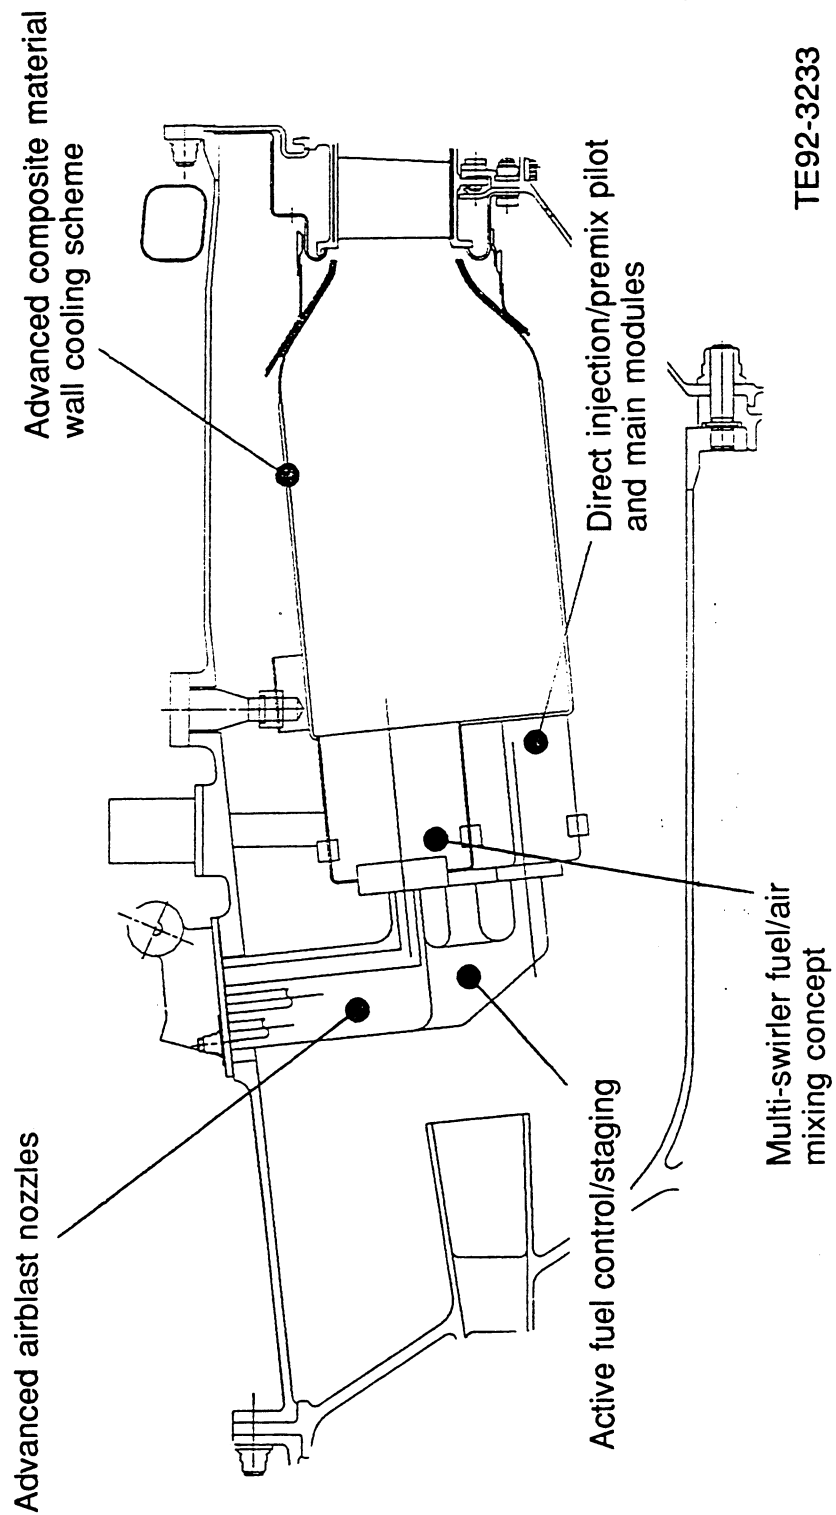 Advanced airblast nozzles
Advanced composite material
wall cooling scheme
Active fuel control/staging
Direct injection/premix pilot
and main modules
Multi-swirler fuel/air
mixing concept
TE92-3233